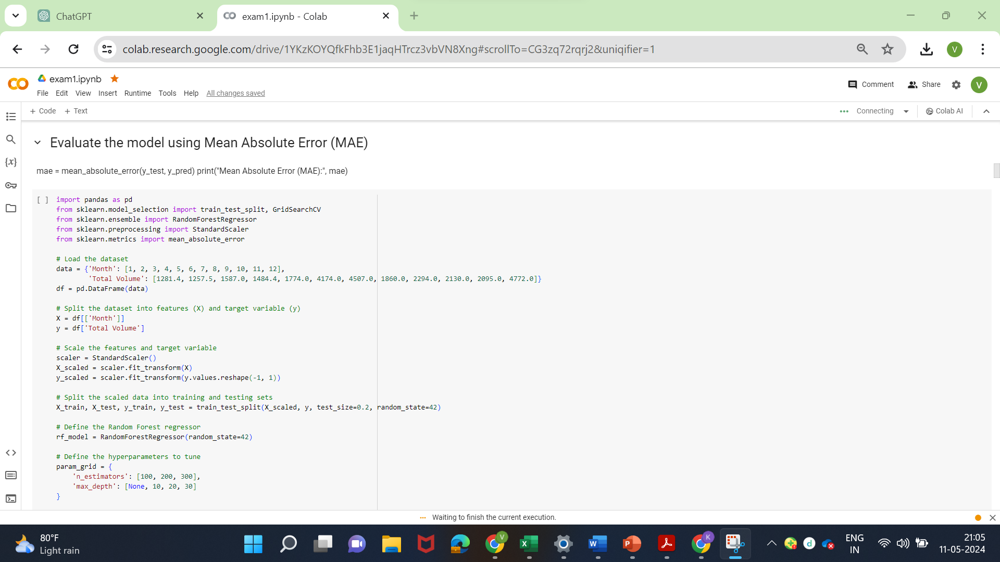 ChatGPT
exam1.ipynb - Colab
colab.research.google.com/drive/1YKzKOYQfkFhb3E1jaqHTrcz3vbVN8Xng#scrollTo=CG3zq72rqrj2&uniqifier=1
V
exam1.ipynb
Comment
Share
V
File Edit View Insert Runtime Tools Help All changes saved
+ Code + Text
Connecting
Colab AI
Evaluate the model using Mean Absolute Error (MAE)
mae = mean_absolute_error(y_test, y_pred) print("Mean Absolute Error (MAE):", mae)
[ ] import pandas as pd
from sklearn.model_selection import train_test_split, GridSearchCV
from sklearn.ensemble import RandomForestRegressor
from sklearn.preprocessing import StandardScaler
from sklearn.metrics import mean_absolute_error
# Load the dataset
data = {'Month': [1, 2, 3, 4, 5, 6, 7, 8, 9, 10, 11, 12],
'Total Volume': [1281.4, 1257.5, 1587.0, 1484.4, 1774.0, 4174.0, 4507.0, 1860.0, 2294.0, 2130.0, 2095.0, 4772.0]}
df = pd.DataFrame(data)
# Split the dataset into features (X) and target variable (y)
X = df[['Month']]
y = df['Total Volume']
# Scale the features and target variable
scaler = StandardScaler()
X_scaled = scaler.fit_transform(X)
y_scaled = scaler.fit_transform(y.values.reshape(-1, 1))
# Split the scaled data into training and testing sets
X_train, X_test, y_train, y_test = train_test_split(X_scaled, y, test_size=0.2, random_state=42)
# Define the Random Forest regressor
rf_model = RandomForestRegressor(random_state=42)
# Define the hyperparameters to tune
param_grid = {
'n_estimators': [100, 200, 300],
'max_depth': [None, 10, 20, 30]
}
Waiting to finish the current execution.
80°F
Light rain
V
K
ENG
IN
21:05
11-05-2024